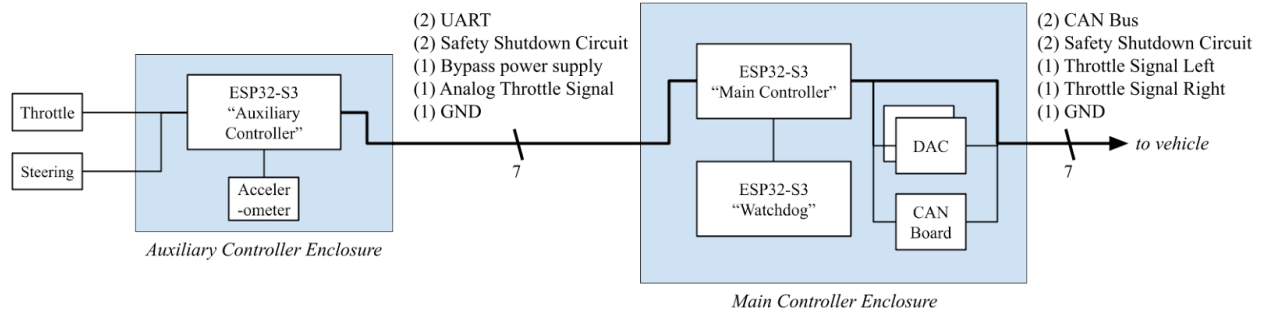 Throttle
Steering
ESP32-S3
“Auxiliary
Controller”
Acceler
-ometer
Auxiliary Controller Enclosure
(2) UART
(2) Safety Shutdown Circuit
(1) Bypass power supply
(1) Analog Throttle Signal
(1) GND
7
ESP32-S3
“Main Controller”
ESP32-S3
“Watchdog”
DAC
CAN
Board
Main Controller Enclosure
(2) CAN Bus
(2) Safety Shutdown Circuit
(1) Throttle Signal Left
(1) Throttle Signal Right
(1) GND
7
to vehicle